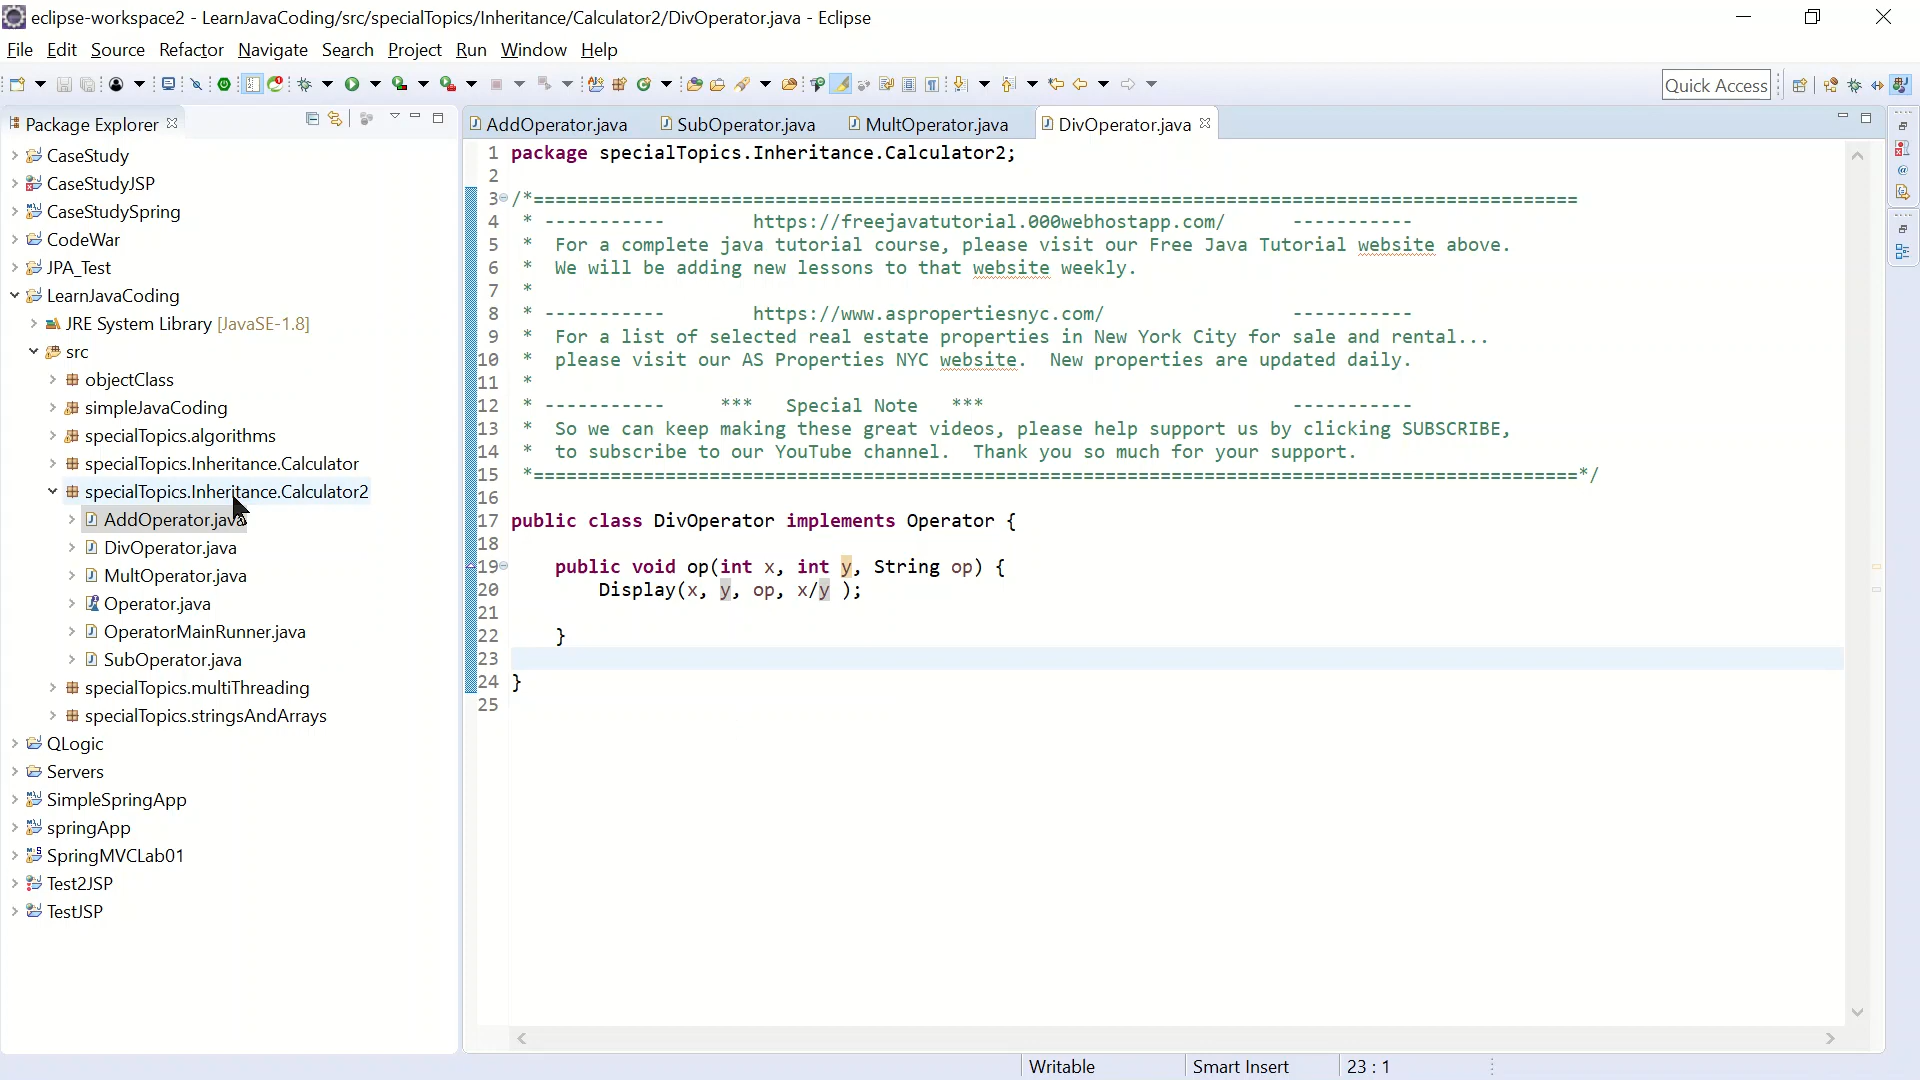 eclipse-workspace2 - LearnJavaCoding/src/specialTopics/Inheritance/Calculator2/DivOperator.java - Eclipse
File Edit Source Refactor Navigate Search Project Run Window Help
Quick Access
Package Explorer
CaseStudy
CaseStudyJSP
CaseStudySpring
CodeWar
JPA_Test
LearnJavaCoding
JRE System Library [JavaSE-1.8]
src
objectClass
simpleJavaCoding
specialTopics.algorithms
specialTopics.Inheritance.Calculator
specialTopics.Inheritance.Calculator2
AddOperator.java
DivOperator.java
MultOperator.java
Operator.java
OperatorMainRunner.java
SubOperator.java
specialTopics.multiThreading
specialTopics.stringsAndArrays
QLogic
Servers
SimpleSpringApp
springApp
SpringMVCLab01
Test2JSP
TestJSP
AddOperator.java SubOperator.java MultOperator.java DivOperator.java
1 package specialTopics.Inheritance.Calculator2;
2
3 /*===============================================================================================
4 * ----------- https://freejavatutorial.000webhostapp.com/ -----------
5 * For a complete java tutorial course, please visit our Free Java Tutorial website above.
6 * We will be adding new lessons to that website weekly.
7 *
8 * ----------- https://www.aspropertiesnyc.com/ -----------
9 * For a list of selected real estate properties in New York City for sale and rental...
10 * please visit our AS Properties NYC website. New properties are updated daily.
11 *
12 * ----------- *** Special Note *** -----------
13 * So we can keep making these great videos, please help support us by clicking SUBSCRIBE,
14 * to subscribe to our YouTube channel. Thank you so much for your support.
15 *===============================================================================================*/
16
17 public class DivOperator implements Operator {
18
19 public void op(int x, int y, String op) {
20 Display(x, y, op, x/y );
21
22 }
23
24 }
25
Writable Smart Insert 23 : 1